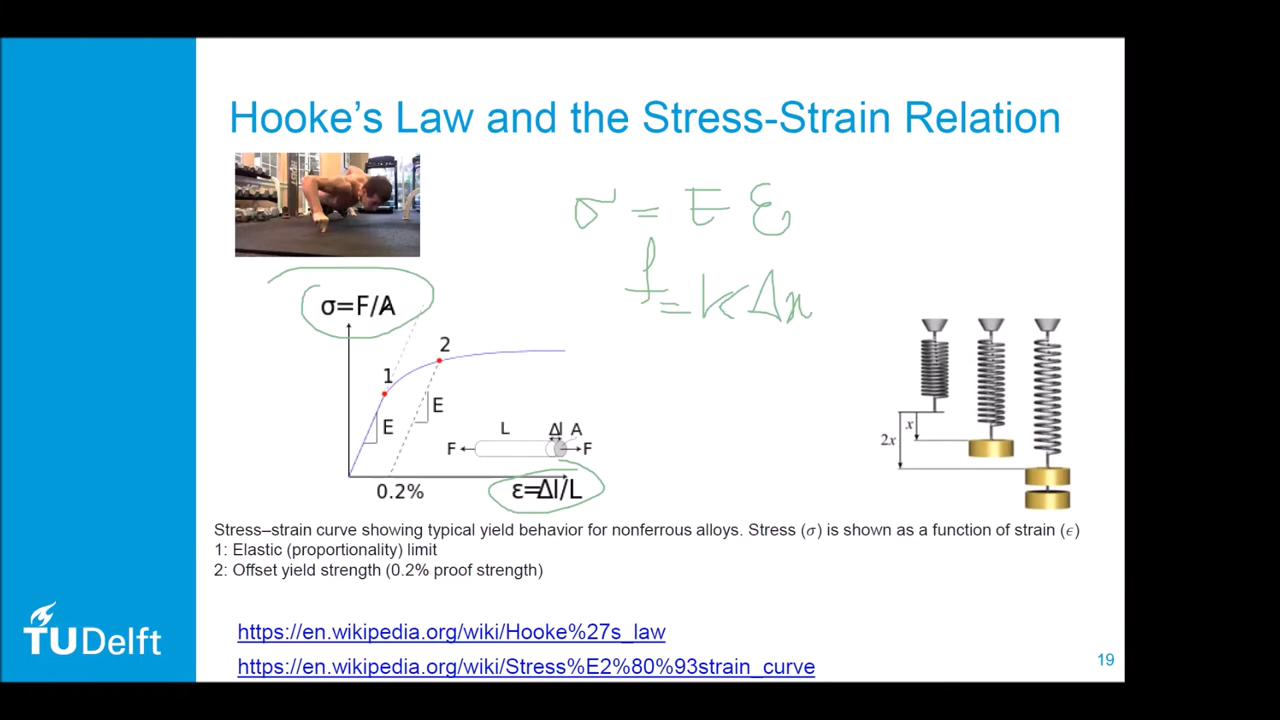 Hooke's Law and the Stress-Strain Relation
σ = E ε
f = k Δx
σ=F/A
2
1
E
E
L Δl A
F F
0.2%
ε=Δl/L
x
2x
Stress–strain curve showing typical yield behavior for nonferrous alloys. Stress (σ) is shown as a function of strain (ϵ)
1: Elastic (proportionality) limit
2: Offset yield strength (0.2% proof strength)
https://en.wikipedia.org/wiki/Hooke%27s_law
https://en.wikipedia.org/wiki/Stress%E2%80%93strain_curve
TUDelft
19